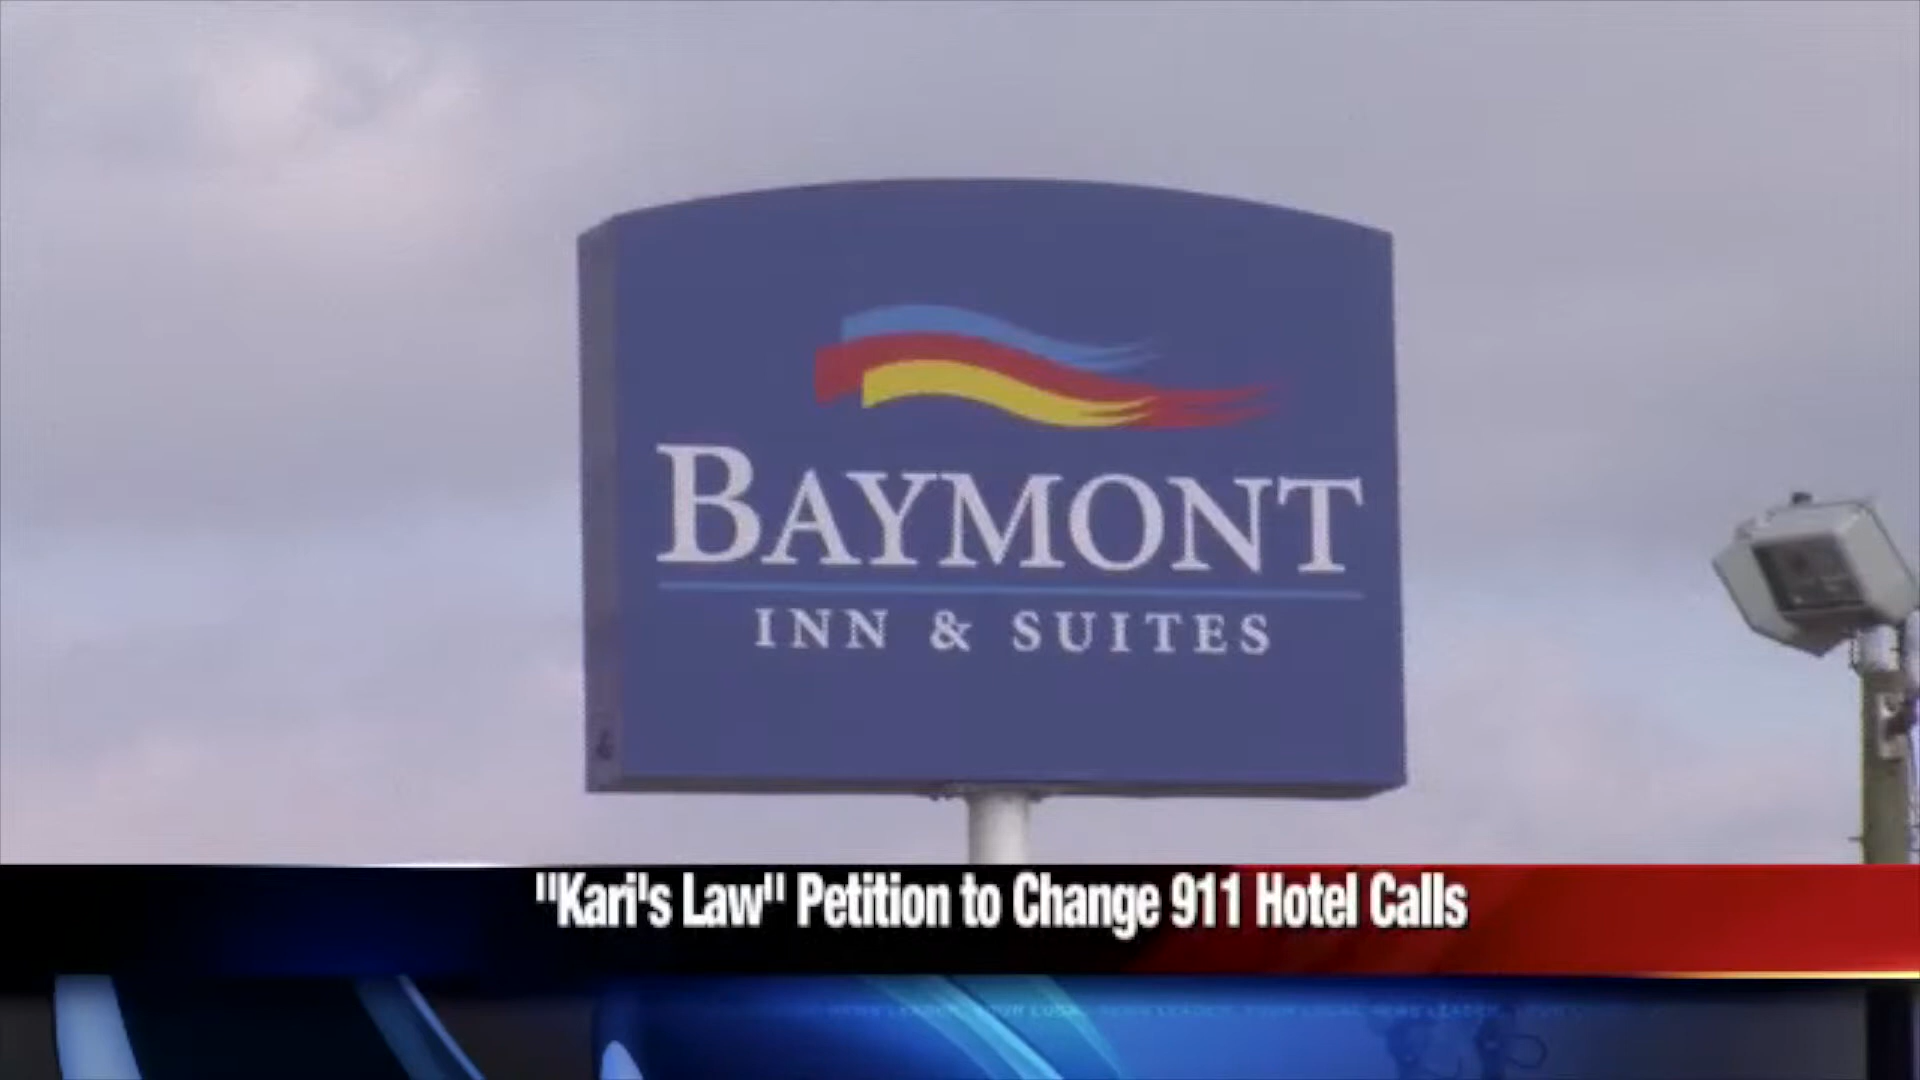 BAYMONT
INN & SUITES
"Kari's Law" Petition to Change 911 Hotel Calls